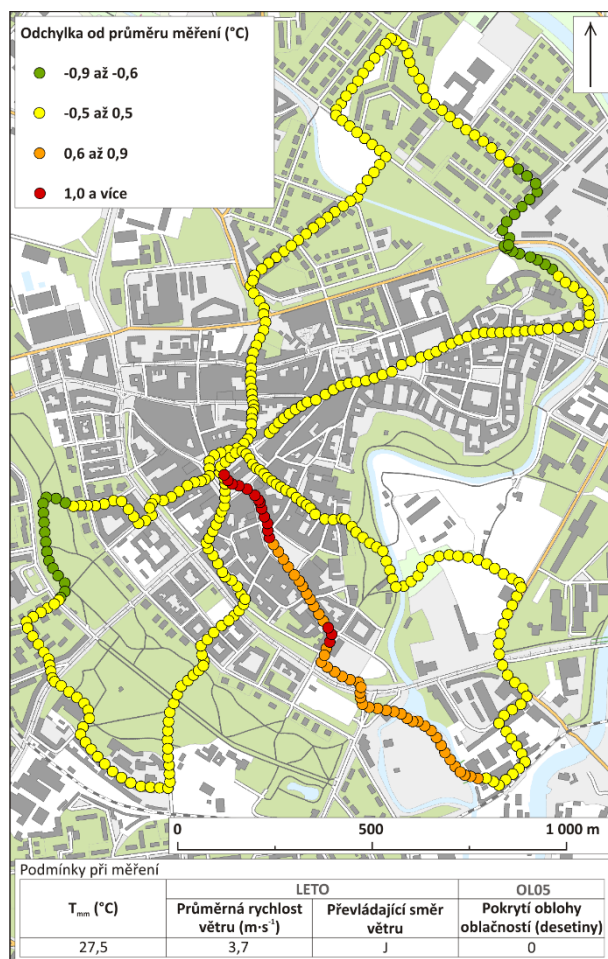 Odchylka od průměru měření (°C)
-0,9 až -0,6
-0,5 až 0,5
0,6 až 0,9
1,0 a více
0 500 1 000 m
Podmínky při měření
LETO OL05
Tmm (°C) Průměrná rychlost větru (m·s⁻¹) Převládající směr větru Pokrytí oblohy oblačností (desetiny)
27,5 3,7 J 0